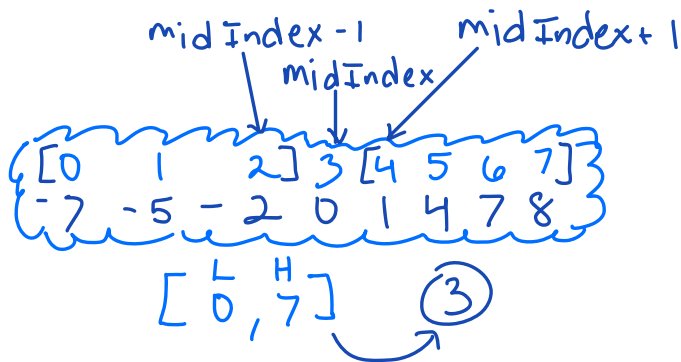 midIndex-1 midIndex+1
midIndex
[0 1 2] 3 [4 5 6 7]
-7 -5 -2 0 1 4 7 8
L H
[0, 7] 3